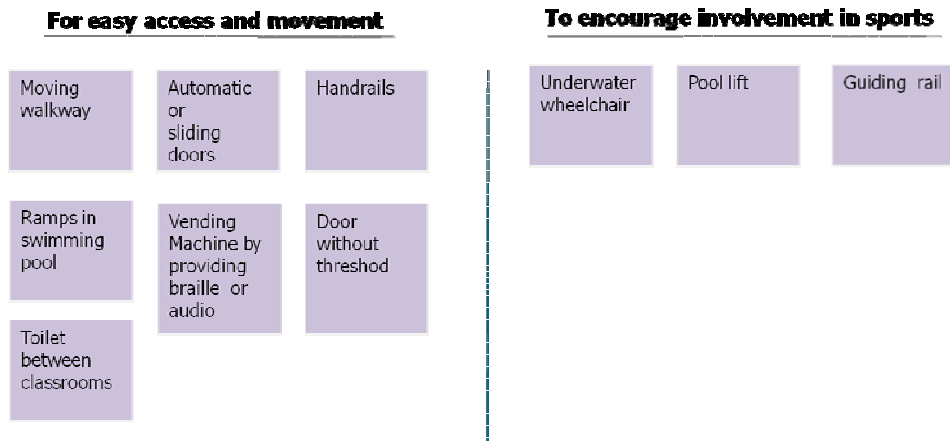 For easy access and movement
Moving
walkway
Automatic
or
sliding
doors
Handrails
Ramps in
swimming
pool
Vending
Machine by
providing
braille or
audio
Door
without
threshod
Toilet
between
classrooms
To encourage involvement in sports
Underwater
wheelchair
Pool lift
Guiding rail